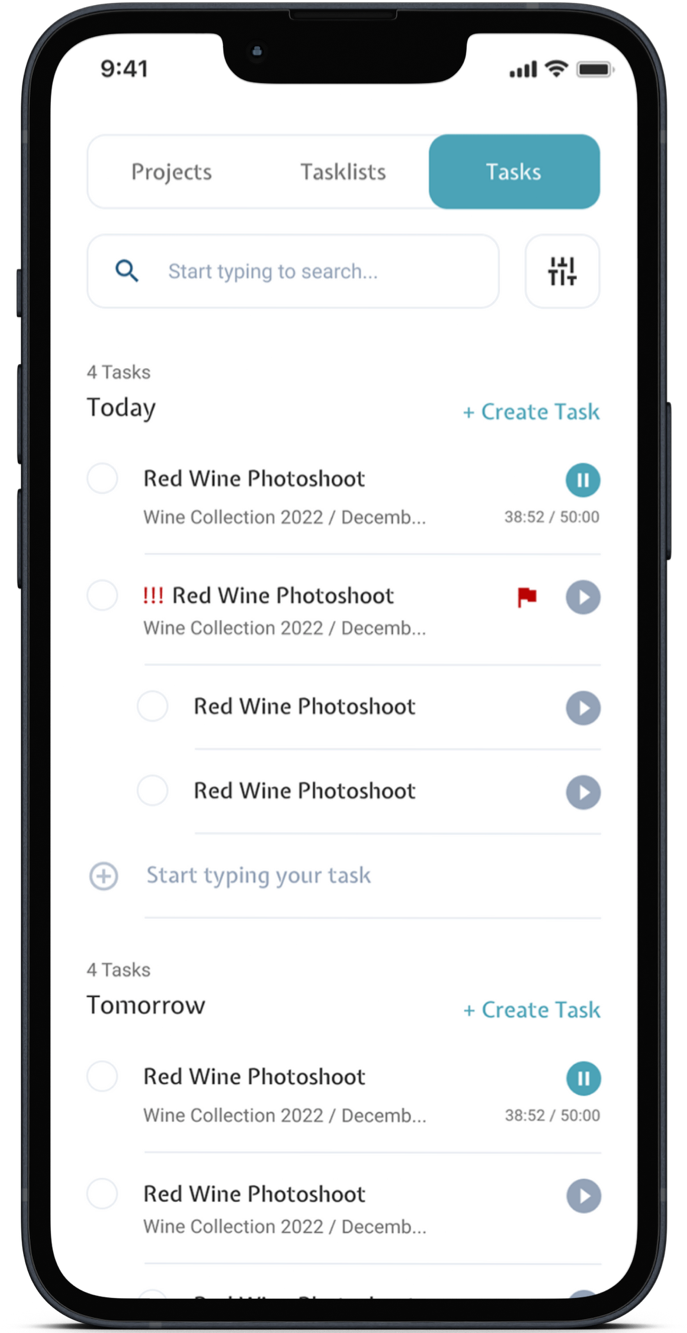 9:41
Projects Tasklists Tasks
Start typing to search...
4 Tasks
Today
+ Create Task
Red Wine Photoshoot
Wine Collection 2022 / Decemb...
38:52 / 50:00
!!! Red Wine Photoshoot
Wine Collection 2022 / Decemb...
Red Wine Photoshoot
Red Wine Photoshoot
Start typing your task
4 Tasks
Tomorrow
+ Create Task
Red Wine Photoshoot
Wine Collection 2022 / Decemb...
38:52 / 50:00
Red Wine Photoshoot
Wine Collection 2022 / Decemb...